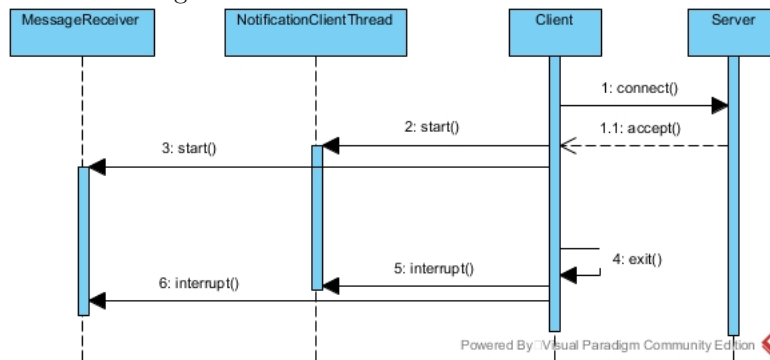 MessageReceiver
NotificationClientThread
Client
Server
1: connect()
2: start()
1.1: accept()
3: start()
4: exit()
5: interrupt()
6: interrupt()
Powered By Visual Paradigm Community Edition